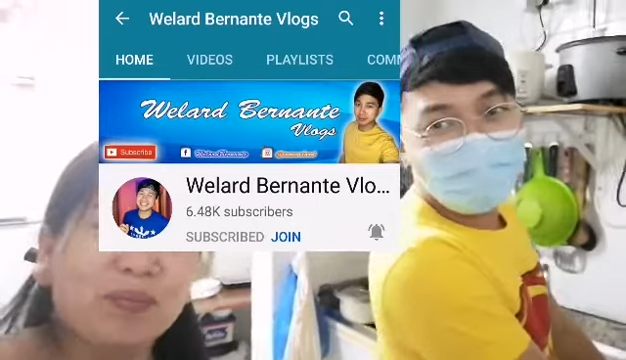 Welard Bernante Vlogs
HOME VIDEOS PLAYLISTS COMM
Welard Bernante
Vlogs
Subscribe
Welard Bernante Vlo...
6.48K subscribers
SUBSCRIBED JOIN